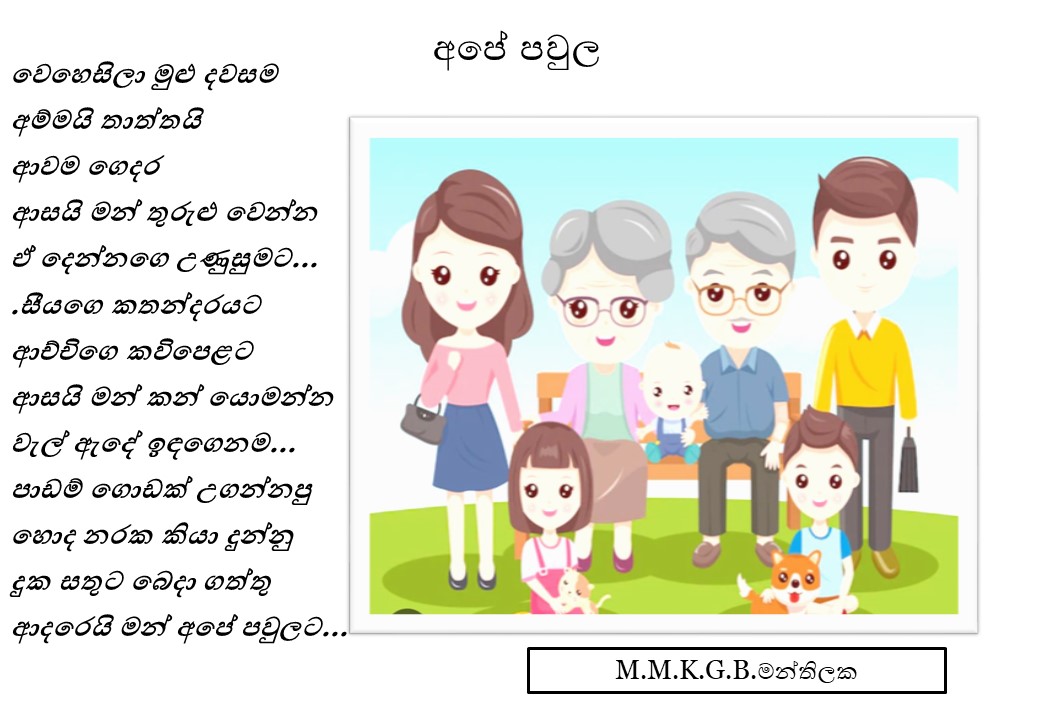 අපේ පවුල
වෙහෙසිලා මුළු දවසම
අම්මයි තාත්තයි
ආවම ගෙදර
ආසයි මන් තුරුළු වෙන්න
ඒ දෙන්නගෙ උණුසුමට...
.සීයගෙ කතන්දරයට
ආච්චිගෙ කවිපෙළට
ආසයි මන් කන් යොමන්න
වැල් ඇදේ ඉඳගෙනම...
පාඩම් ගොඩක් උගන්නපු
හොද නරක කියා දුන්නු
දුක සතුට බෙදා ගත්තු
ආදරෙයි මන් අපේ පවුලට...
M.M.K.G.B.මන්තිලක